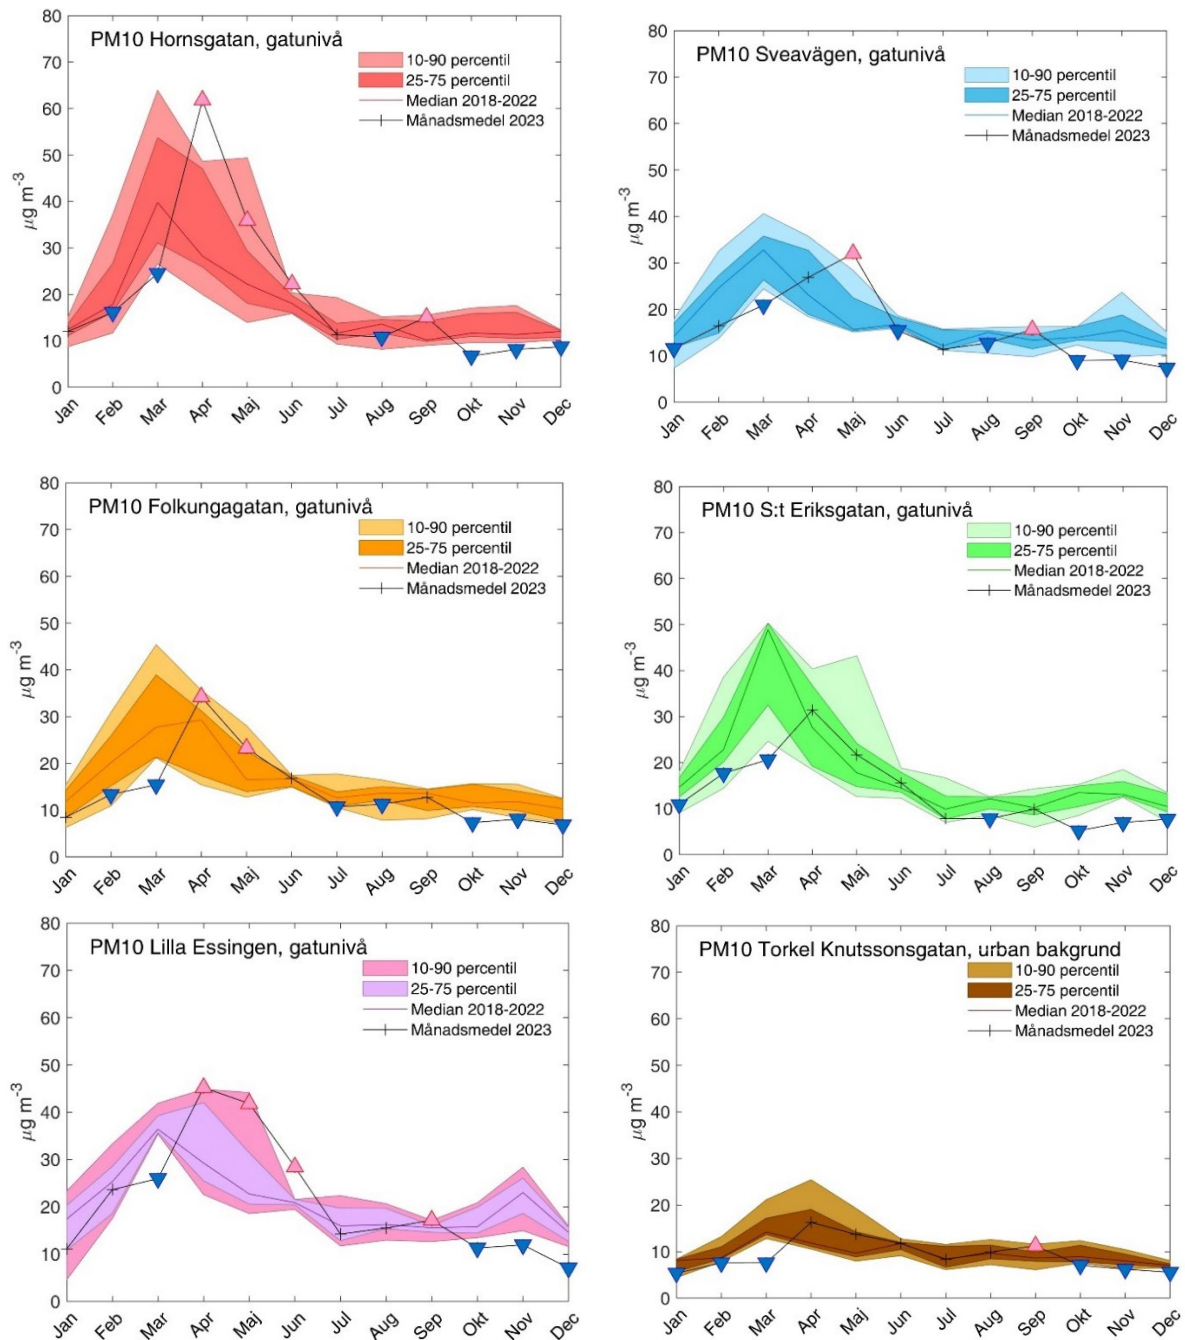 PM10 Hornsgatan, gatunivå
10-90 percentil
25-75 percentil
Median 2018-2022
Månadsmedel 2023
µg m-3
80
70
60
50
40
30
20
10
0
Jan Feb Mar Apr Maj Jun Jul Aug Sep Okt Nov Dec
PM10 Sveavägen, gatunivå
10-90 percentil
25-75 percentil
Median 2018-2022
Månadsmedel 2023
µg m-3
80
70
60
50
40
30
20
10
0
Jan Feb Mar Apr Maj Jun Jul Aug Sep Okt Nov Dec
PM10 Folkungagatan, gatunivå
10-90 percentil
25-75 percentil
Median 2018-2022
Månadsmedel 2023
µg m-3
80
70
60
50
40
30
20
10
0
Jan Feb Mar Apr Maj Jun Jul Aug Sep Okt Nov Dec
PM10 S:t Eriksgatan, gatunivå
10-90 percentil
25-75 percentil
Median 2018-2022
Månadsmedel 2023
µg m-3
80
70
60
50
40
30
20
10
0
Jan Feb Mar Apr Maj Jun Jul Aug Sep Okt Nov Dec
PM10 Lilla Essingen, gatunivå
10-90 percentil
25-75 percentil
Median 2018-2022
Månadsmedel 2023
µg m-3
80
70
60
50
40
30
20
10
0
Jan Feb Mar Apr Maj Jun Jul Aug Sep Okt Nov Dec
PM10 Torkel Knutssonsgatan, urban bakgrund
10-90 percentil
25-75 percentil
Median 2018-2022
Månadsmedel 2023
µg m-3
80
70
60
50
40
30
20
10
0
Jan Feb Mar Apr Maj Jun Jul Aug Sep Okt Nov Dec